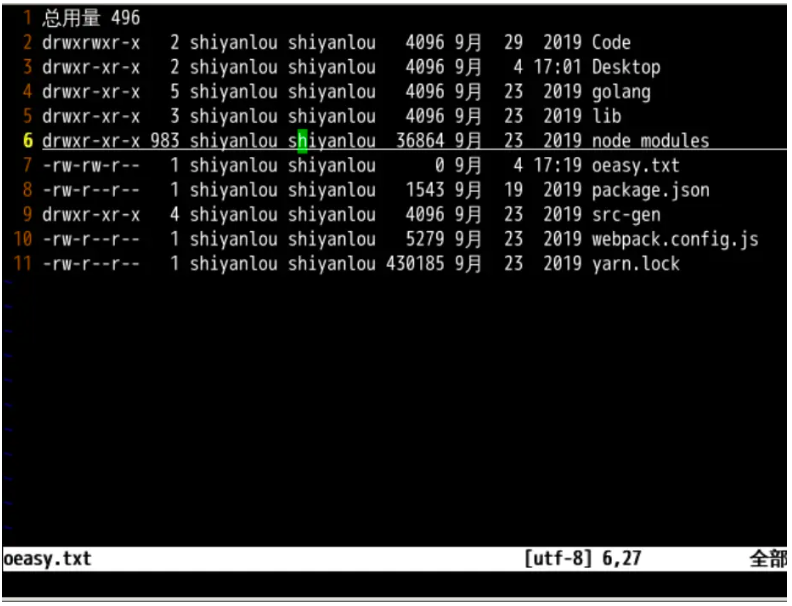 1 总用量 496
2 drwxrwxr-x   2 shiyanlou shiyanlou   4096 9月  29  2019 Code
3 drwxr-xr-x   2 shiyanlou shiyanlou   4096 9月   4 17:01 Desktop
4 drwxr-xr-x   5 shiyanlou shiyanlou   4096 9月  23  2019 golang
5 drwxr-xr-x   3 shiyanlou shiyanlou   4096 9月  23  2019 lib
6 drwxr-xr-x 983 shiyanlou shiyanlou  36864 9月  23  2019 node_modules
7 -rw-rw-r--   1 shiyanlou shiyanlou      0 9月   4 17:19 oeasy.txt
8 -rw-r--r--   1 shiyanlou shiyanlou   1543 9月  19  2019 package.json
9 drwxr-xr-x   4 shiyanlou shiyanlou   4096 9月  23  2019 src-gen
10 -rw-r--r--   1 shiyanlou shiyanlou   5279 9月  23  2019 webpack.config.js
11 -rw-r--r--   1 shiyanlou shiyanlou 430185 9月  23  2019 yarn.lock
~
~
~
~
~
~
~
~
~
~
~
oeasy.txt [utf-8] 6,27 全部